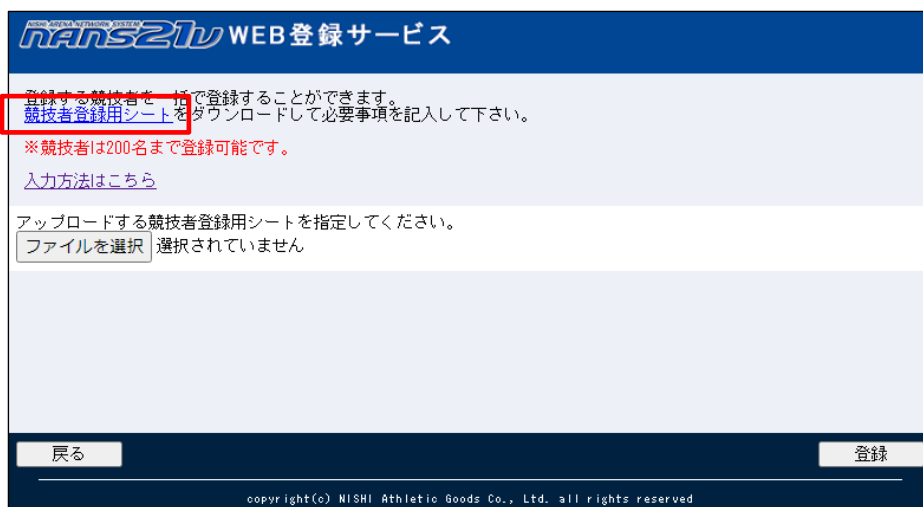 NISHI ARENA NETWORK SYSTEM
NANS21V WEB登録サービス
登録する競技者を一括で登録することができます。
競技者登録用シートをダウンロードして必要事項を記入して下さい。
※競技者は200名まで登録可能です。
入力方法はこちら
アップロードする競技者登録用シートを指定してください。
ファイルを選択 選択されていません
戻る 登録
copyright(c) NISHI Athletic Goods Co., Ltd. all rights reserved